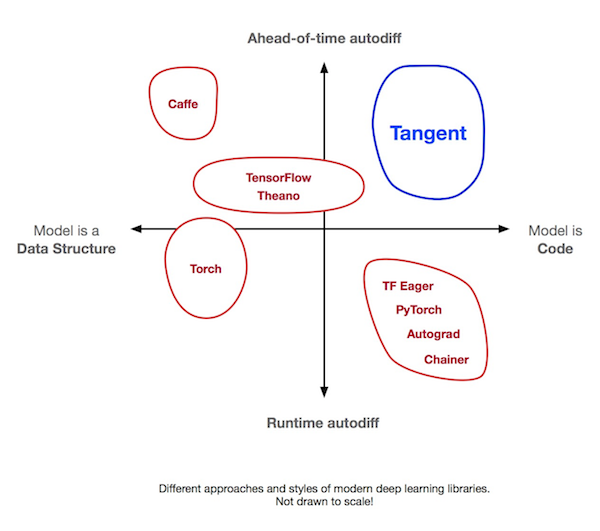 Ahead-of-time autodiff
Caffe
Tangent
TensorFlow
Theano
Model is a
Data Structure
Model is
Code
Torch
TF Eager
PyTorch
Autograd
Chainer
Runtime autodiff
Different approaches and styles of modern deep learning libraries.
Not drawn to scale!